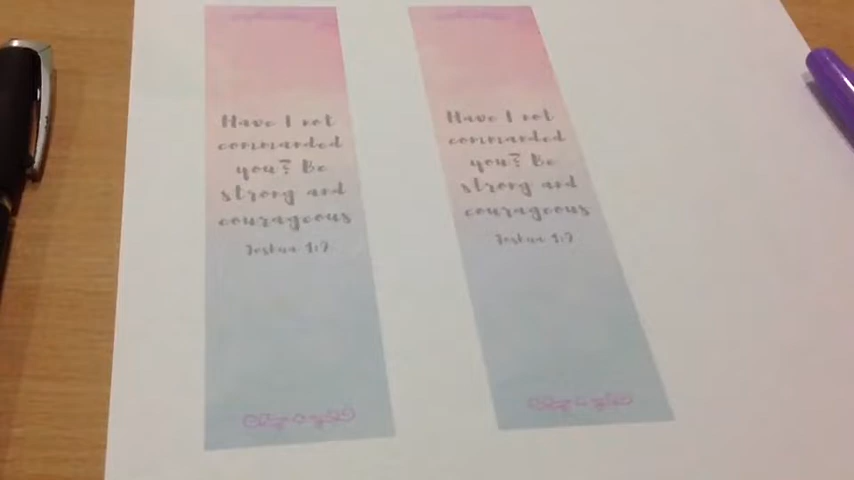 Have I not
commanded
you? Be
strong and
courageous
Joshua 1:9
Have I not
commanded
you? Be
strong and
courageous
Joshua 1:9